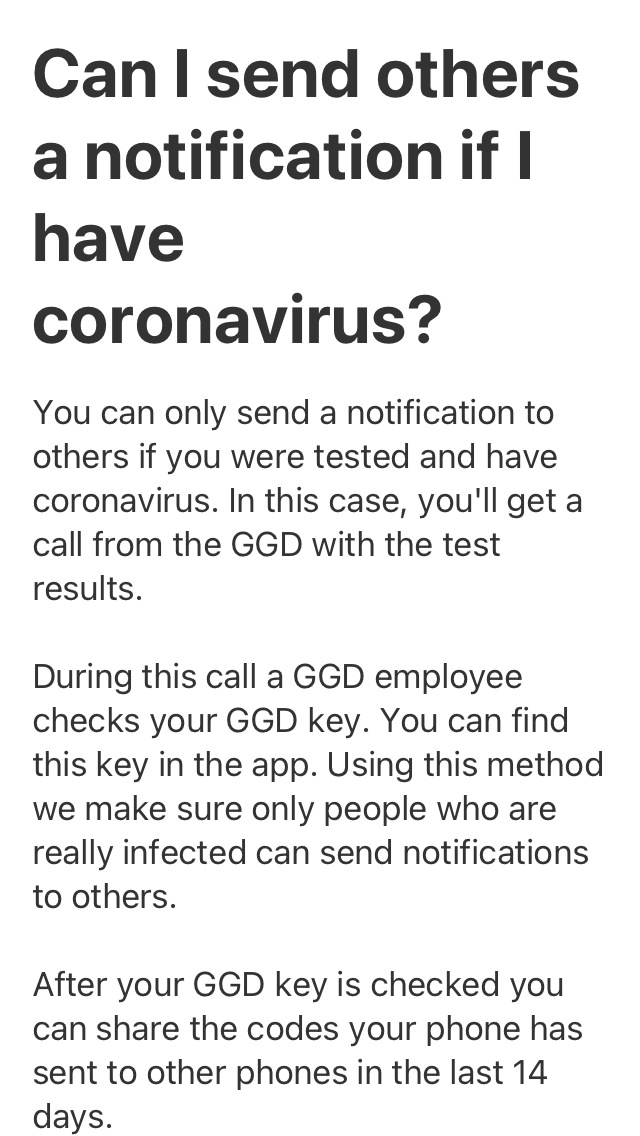 Can I send others
a notification if I
have
coronavirus?
You can only send a notification to
others if you were tested and have
coronavirus. In this case, you'll get a
call from the GGD with the test
results.
During this call a GGD employee
checks your GGD key. You can find
this key in the app. Using this method
we make sure only people who are
really infected can send notifications
to others.
After your GGD key is checked you
can share the codes your phone has
sent to other phones in the last 14
days.